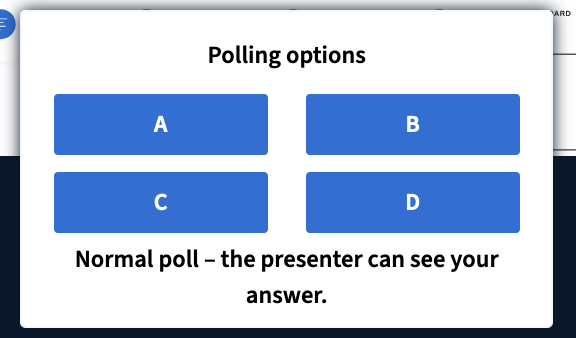 ARD
Polling options
A
B
C
D
Normal poll – the presenter can see your
answer.